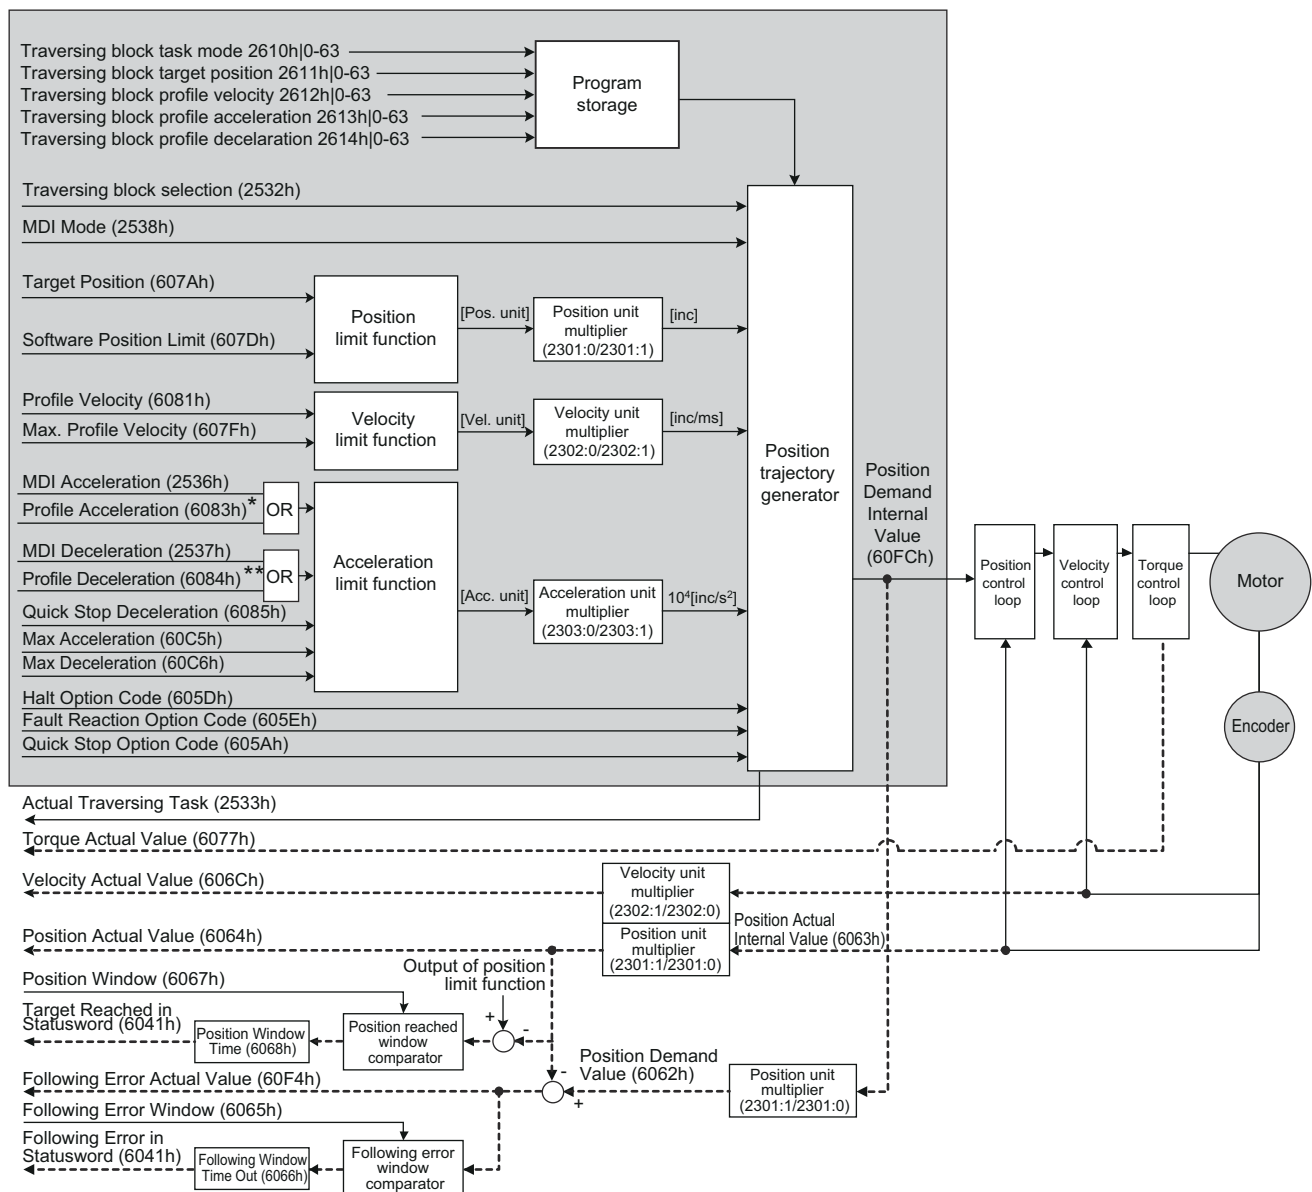 Traversing block task mode 2610h|0-63
Traversing block target position 2611h|0-63
Traversing block profile velocity 2612h|0-63
Traversing block profile acceleration 2613h|0-63
Traversing block profile decelaration 2614h|0-63
Program
storage
Traversing block selection (2532h)
MDI Mode (2538h)
Target Position (607Ah)
Software Position Limit (607Dh)
Position
limit function
[Pos. unit]
Position unit
multiplier
(2301:0/2301:1)
[inc]
Profile Velocity (6081h)
Max. Profile Velocity (607Fh)
Velocity
limit function
[Vel. unit]
Velocity unit
multiplier
(2302:0/2302:1)
[inc/ms]
MDI Acceleration (2536h)
Profile Acceleration (6083h)*
OR
MDI Deceleration (2537h)
Profile Deceleration (6084h)**
OR
Quick Stop Deceleration (6085h)
Max Acceleration (60C5h)
Max Deceleration (60C6h)
Acceleration
limit function
[Acc. unit]
Acceleration unit
multiplier
(2303:0/2303:1)
10⁴[inc/s²]
Halt Option Code (605Dh)
Fault Reaction Option Code (605Eh)
Quick Stop Option Code (605Ah)
Position
trajectory
generator
Position
Demand
Internal
Value
(60FCh)
Position
control
loop
Velocity
control
loop
Torque
control
loop
Motor
Encoder
Actual Traversing Task (2533h)
Torque Actual Value (6077h)
Velocity Actual Value (606Ch)
Velocity unit
multiplier
(2302:1/2302:0)
Position Actual Value (6064h)
Position unit
multiplier
(2301:1/2301:0)
Position Actual
Internal Value (6063h)
Position Window (6067h)
Output of position
limit function
Target Reached in
Statusword (6041h)
Position Window
Time (6068h)
Position reached
window
comparator
+
-
Following Error Actual Value (60F4h)
-
+
Position Demand
Value (6062h)
Position unit
multiplier
(2301:1/2301:0)
Following Error Window (6065h)
Following Error in
Statusword (6041h)
Following Window
Time Out (6066h)
Following error
window
comparator